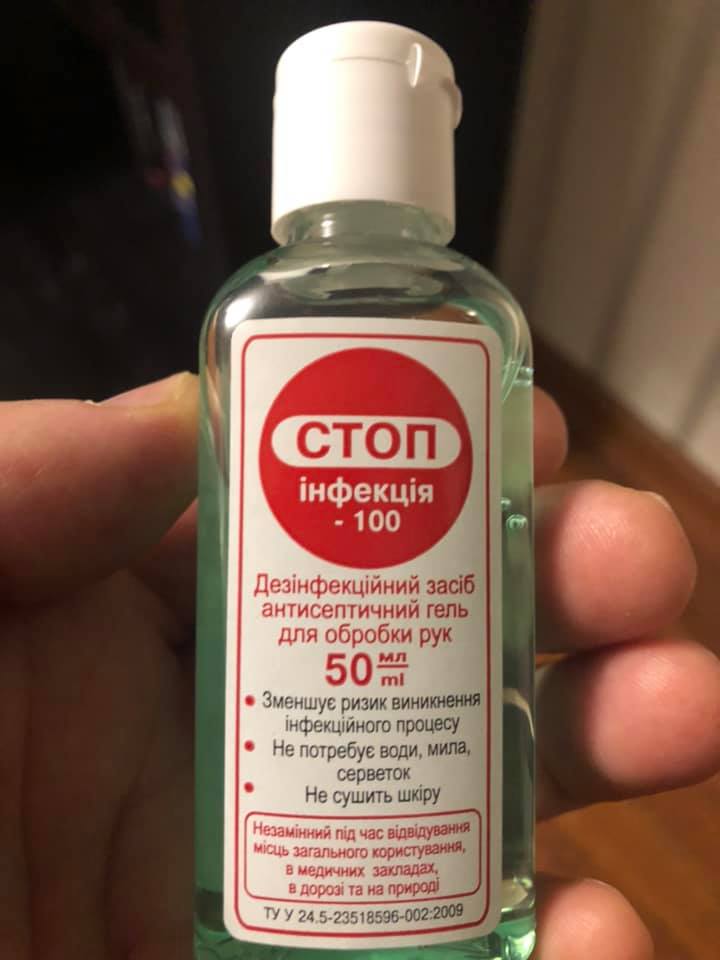 СТОП
інфекція
- 100
Дезінфекційний засіб
антисептичний гель
для обробки рук
50 мл
ml
• Зменшує ризик виникнення
інфекційного процесу
• Не потребує води, мила,
серветок
• Не сушить шкіру
Незамінний під час відвідування
місць загального користування,
в медичних закладах,
в дорозі та на природі
ТУ У 24.5-23518596-002:2009